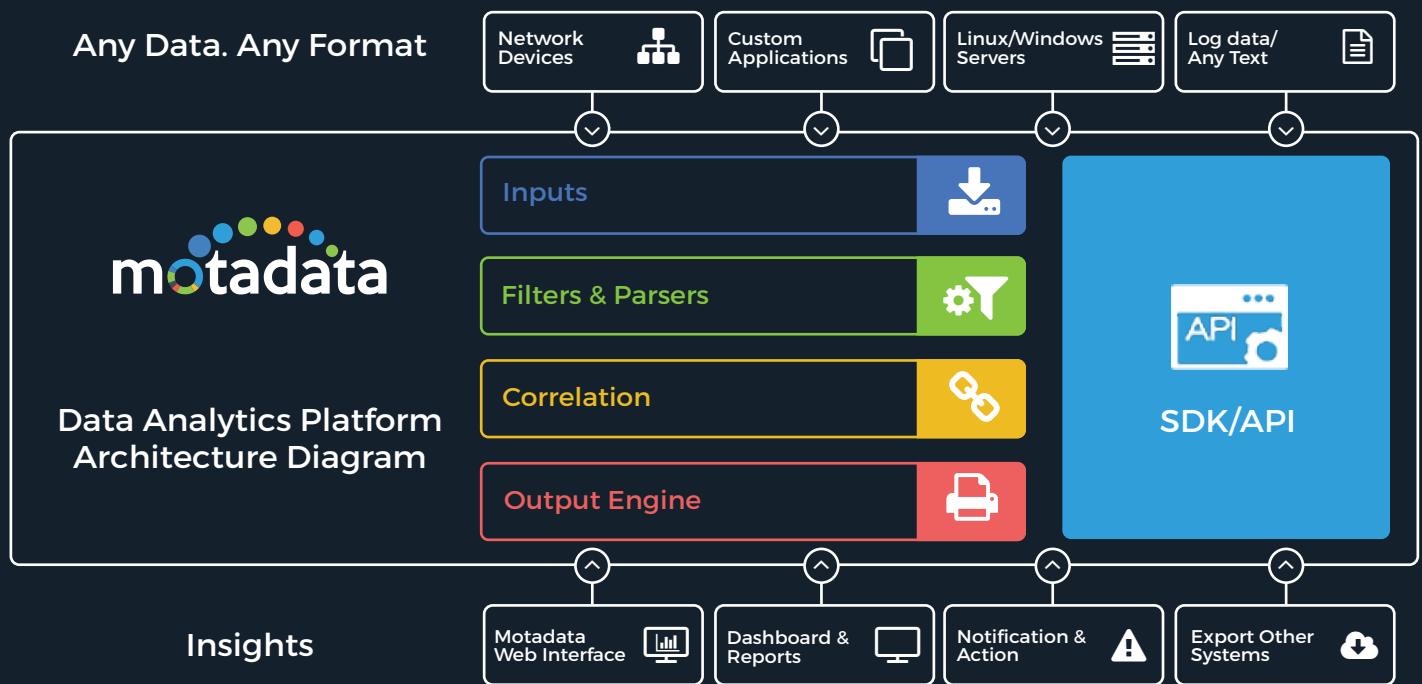 Any Data. Any Format
Network
Devices
Custom
Applications
Linux/Windows
Servers
Log data/
Any Text
motadata
Data Analytics Platform
Architecture Diagram
Inputs
Filters & Parsers
Correlation
Output Engine
API
SDK/API
Insights
Motadata
Web Interface
Dashboard &
Reports
Notification &
Action
Export Other
Systems